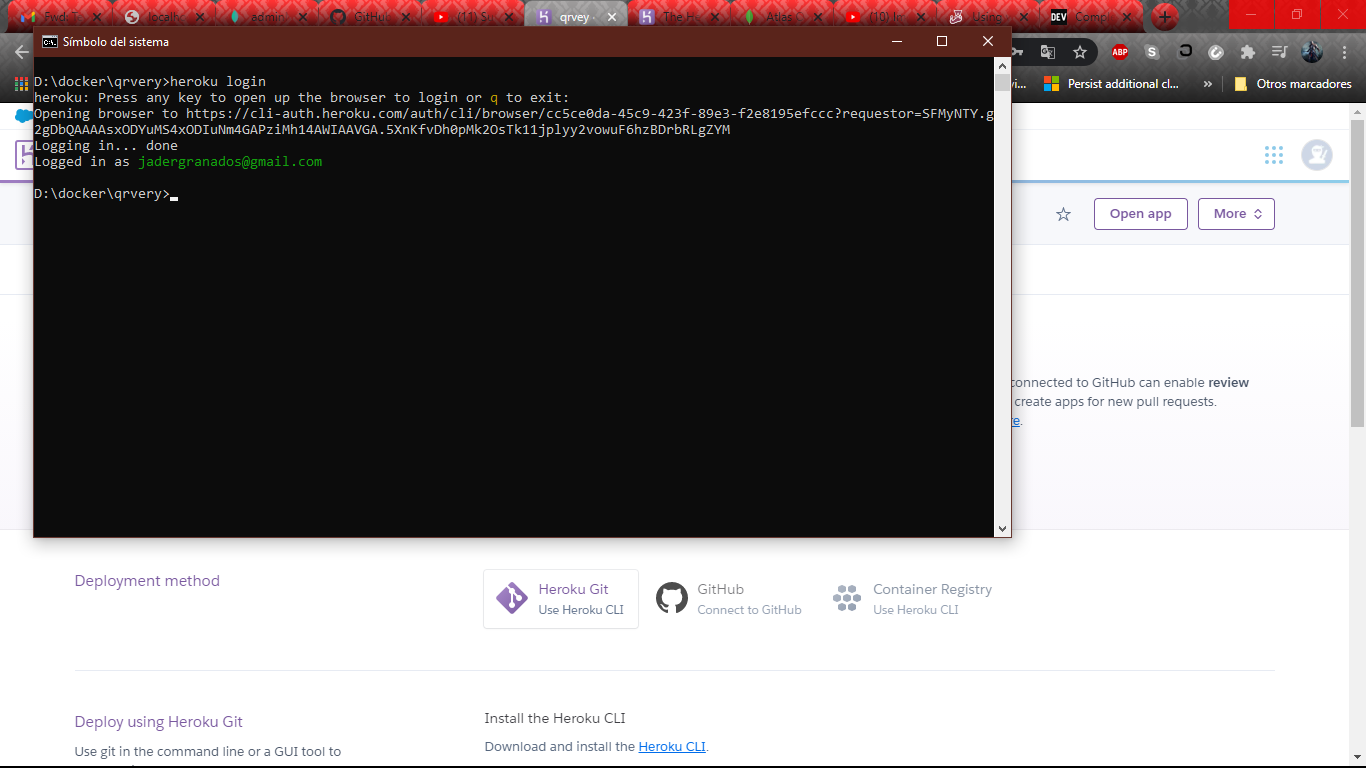 Fwd: T
localh
admin
GitHub
(11) S
qrvey
The He
Atlas
(10) I
Using
DEV Comp
Símbolo del sistema
ABP
D:\docker\qrvery>heroku login
heroku: Press any key to open up the browser to login or q to exit:
Opening browser to https://cli-auth.heroku.com/auth/cli/browser/cc5ce0da-45c9-423f-89e3-f2e8195efccc?requestor=SFMyNTY.g
2gDbQAAAAsxODYuMS4xODIuNm4GAPziMh14AWIAAVGA.5XnKfvDh0pMk2OsTk11jplyy2vowuF6hzBDrbRLgZYM
Logging in... done
Logged in as jadergranados@gmail.com
D:\docker\qrvery>
vi...
Persist additional cl...
»
Otros marcadores
Open app
More
connected to GitHub can enable review
create apps for new pull requests.
re.
Deployment method
Heroku Git
Use Heroku CLI
GitHub
Connect to GitHub
Container Registry
Use Heroku CLI
Deploy using Heroku Git
Use git in the command line or a GUI tool to
Install the Heroku CLI
Download and install the Heroku CLI.